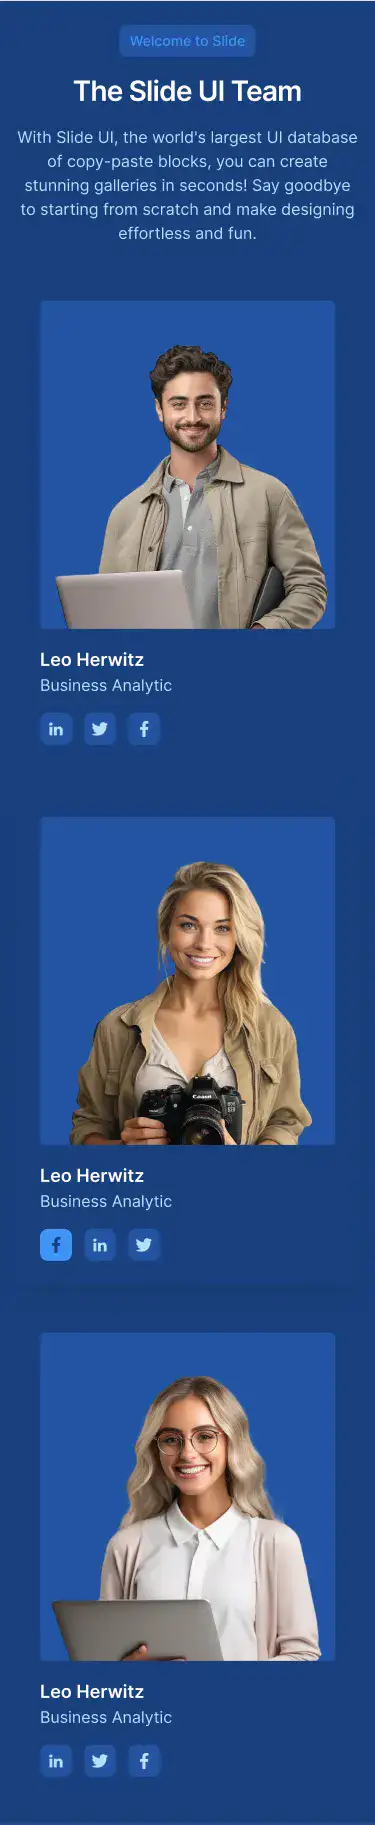 Welcome to Slide
The Slide UI Team
With Slide UI, the world's largest UI database
of copy-paste blocks, you can create
stunning galleries in seconds! Say goodbye
to starting from scratch and make designing
effortless and fun.
Leo Herwitz
Business Analytic
in
f
Leo Herwitz
Business Analytic
f
in
Leo Herwitz
Business Analytic
in
f